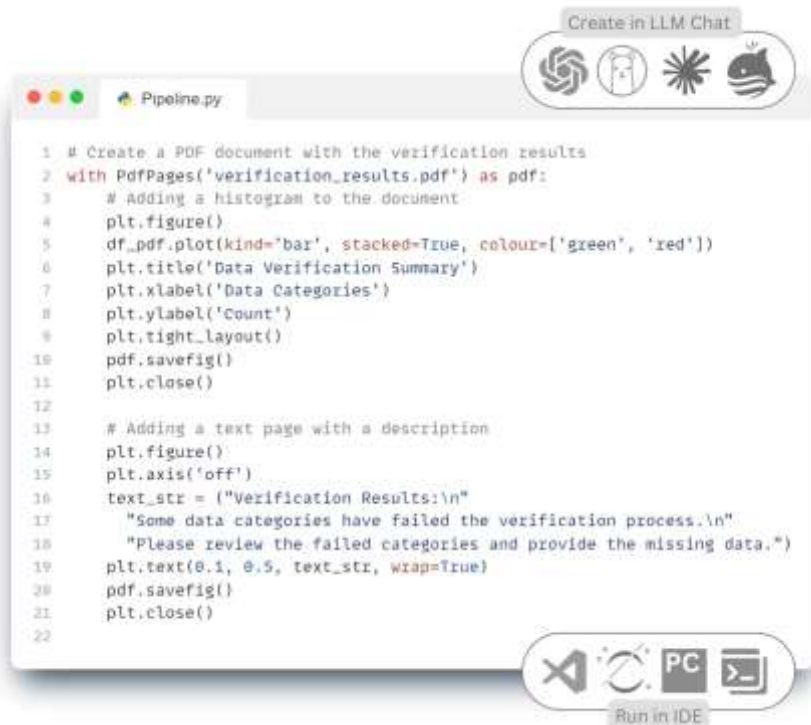 Create in LLM Chat
Pipeline.py
1 # Create a PDF document with the verification results
2 with PdfPages('verification_results.pdf') as pdf:
3     # Adding a histogram to the document
4     plt.figure()
5     df_pdf.plot(kind='bar', stacked=True, colour=['green', 'red'])
6     plt.title('Data Verification Summary')
7     plt.xlabel('Data Categories')
8     plt.ylabel('Count')
9     plt.tight_layout()
10     pdf.savefig()
11     plt.close()
12
13     # Adding a text page with a description
14     plt.figure()
15     plt.axis('off')
16     text_str = ("Verification Results:\n"
17       "Some data categories have failed the verification process.\n"
18       "Please review the failed categories and provide the missing data.")
19     plt.text(0.1, 0.5, text_str, wrap=True)
20     pdf.savefig()
21     plt.close()
22
PC
Run in IDE